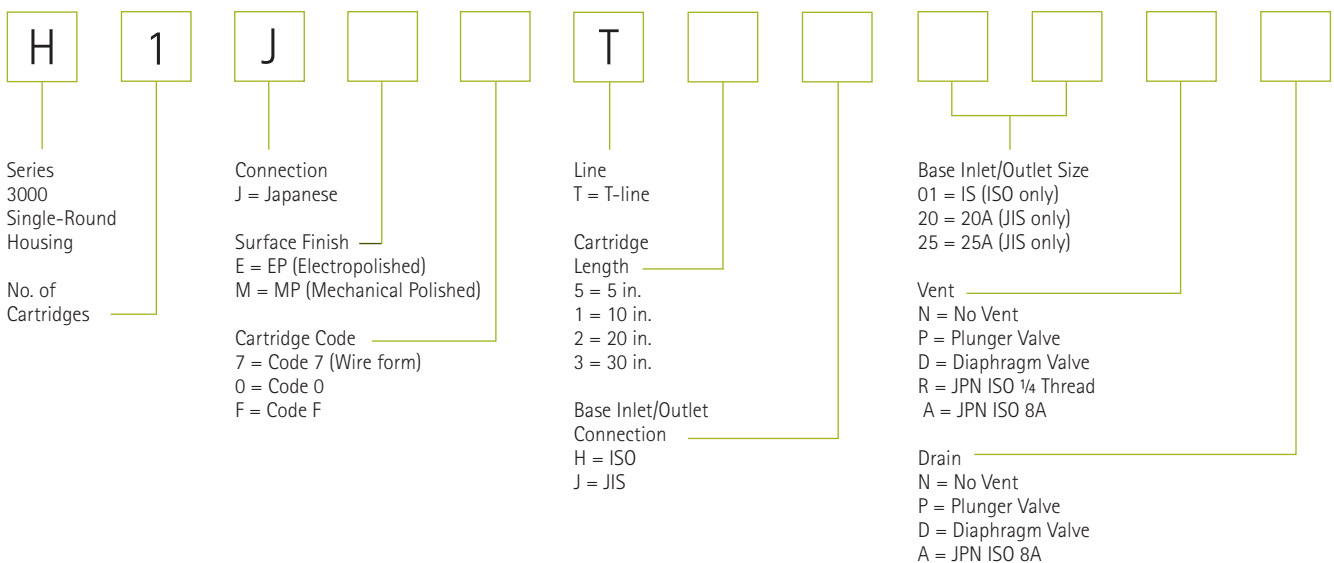 H 1 J T
Series
3000
Single-Round
Housing
No. of
Cartridges
Connection
J = Japanese
Surface Finish
E = EP (Electropolished)
M = MP (Mechanical Polished)
Cartridge Code
7 = Code 7 (Wire form)
0 = Code 0
F = Code F
Line
T = T-line
Cartridge
Length
5 = 5 in.
1 = 10 in.
2 = 20 in.
3 = 30 in.
Base Inlet/Outlet
Connection
H = ISO
J = JIS
Base Inlet/Outlet Size
01 = IS (ISO only)
20 = 20A (JIS only)
25 = 25A (JIS only)
Vent
N = No Vent
P = Plunger Valve
D = Diaphragm Valve
R = JPN ISO ¼ Thread
A = JPN ISO 8A
Drain
N = No Vent
P = Plunger Valve
D = Diaphragm Valve
A = JPN ISO 8A